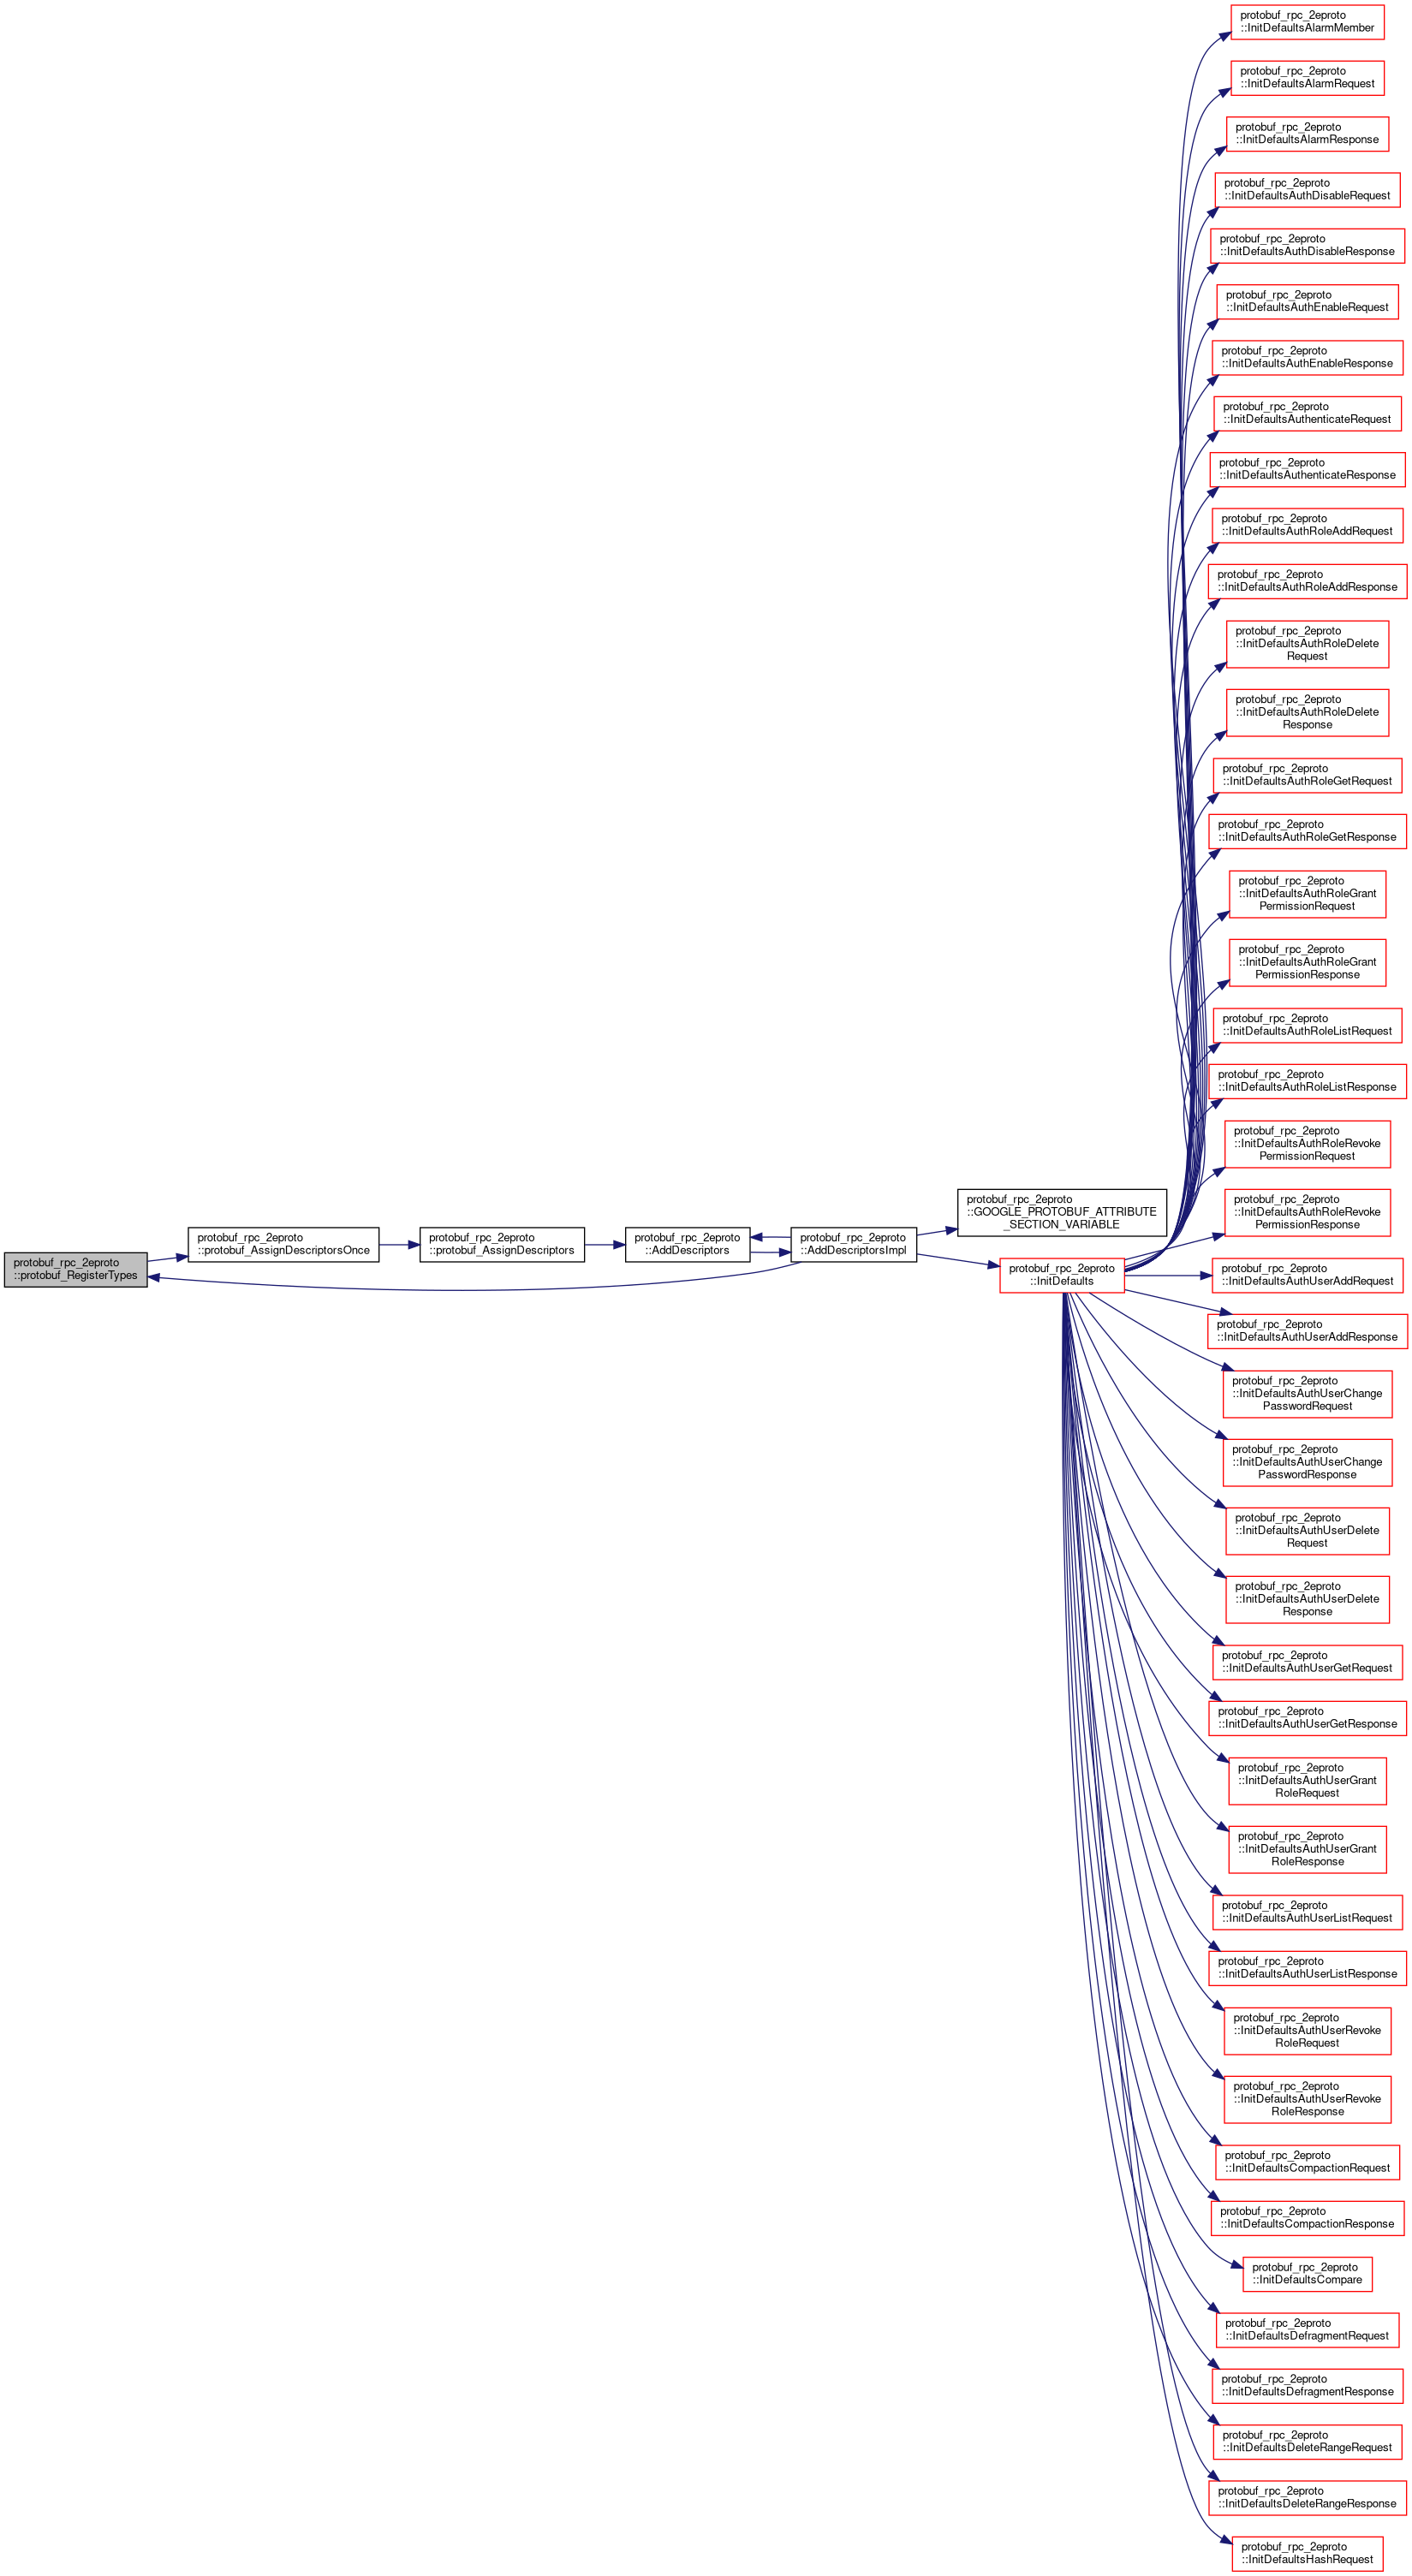 protobuf_rpc_2eproto
::InitDefaultsAlarmMember
protobuf_rpc_2eproto
::InitDefaultsAlarmRequest
protobuf_rpc_2eproto
::InitDefaultsAlarmResponse
protobuf_rpc_2eproto
::InitDefaultsAuthDisableRequest
protobuf_rpc_2eproto
::InitDefaultsAuthDisableResponse
protobuf_rpc_2eproto
::InitDefaultsAuthEnableRequest
protobuf_rpc_2eproto
::InitDefaultsAuthEnableResponse
protobuf_rpc_2eproto
::InitDefaultsAuthenticateRequest
protobuf_rpc_2eproto
::InitDefaultsAuthenticateResponse
protobuf_rpc_2eproto
::InitDefaultsAuthRoleAddRequest
protobuf_rpc_2eproto
::InitDefaultsAuthRoleAddResponse
protobuf_rpc_2eproto
::InitDefaultsAuthRoleDelete
Request
protobuf_rpc_2eproto
::InitDefaultsAuthRoleDelete
Response
protobuf_rpc_2eproto
::InitDefaultsAuthRoleGetRequest
protobuf_rpc_2eproto
::InitDefaultsAuthRoleGetResponse
protobuf_rpc_2eproto
::InitDefaultsAuthRoleGrant
PermissionRequest
protobuf_rpc_2eproto
::InitDefaultsAuthRoleGrant
PermissionResponse
protobuf_rpc_2eproto
::InitDefaultsAuthRoleListRequest
protobuf_rpc_2eproto
::InitDefaultsAuthRoleListResponse
protobuf_rpc_2eproto
::InitDefaultsAuthRoleRevoke
PermissionRequest
protobuf_rpc_2eproto
::InitDefaultsAuthRoleRevoke
PermissionResponse
protobuf_rpc_2eproto
::protobuf_RegisterTypes
protobuf_rpc_2eproto
::protobuf_AssignDescriptorsOnce
protobuf_rpc_2eproto
::protobuf_AssignDescriptors
protobuf_rpc_2eproto
::AddDescriptors
protobuf_rpc_2eproto
::AddDescriptorsImpl
protobuf_rpc_2eproto
::GOOGLE_PROTOBUF_ATTRIBUTE
_SECTION_VARIABLE
protobuf_rpc_2eproto
::InitDefaults
protobuf_rpc_2eproto
::InitDefaultsAuthUserAddRequest
protobuf_rpc_2eproto
::InitDefaultsAuthUserAddResponse
protobuf_rpc_2eproto
::InitDefaultsAuthUserChange
PasswordRequest
protobuf_rpc_2eproto
::InitDefaultsAuthUserChange
PasswordResponse
protobuf_rpc_2eproto
::InitDefaultsAuthUserDelete
Request
protobuf_rpc_2eproto
::InitDefaultsAuthUserDelete
Response
protobuf_rpc_2eproto
::InitDefaultsAuthUserGetRequest
protobuf_rpc_2eproto
::InitDefaultsAuthUserGetResponse
protobuf_rpc_2eproto
::InitDefaultsAuthUserGrant
RoleRequest
protobuf_rpc_2eproto
::InitDefaultsAuthUserGrant
RoleResponse
protobuf_rpc_2eproto
::InitDefaultsAuthUserListRequest
protobuf_rpc_2eproto
::InitDefaultsAuthUserListResponse
protobuf_rpc_2eproto
::InitDefaultsAuthUserRevoke
RoleRequest
protobuf_rpc_2eproto
::InitDefaultsAuthUserRevoke
RoleResponse
protobuf_rpc_2eproto
::InitDefaultsCompactionRequest
protobuf_rpc_2eproto
::InitDefaultsCompactionResponse
protobuf_rpc_2eproto
::InitDefaultsCompare
protobuf_rpc_2eproto
::InitDefaultsDefragmentRequest
protobuf_rpc_2eproto
::InitDefaultsDefragmentResponse
protobuf_rpc_2eproto
::InitDefaultsDeleteRangeRequest
protobuf_rpc_2eproto
::InitDefaultsDeleteRangeResponse
protobuf_rpc_2eproto
::InitDefaultsHashRequest